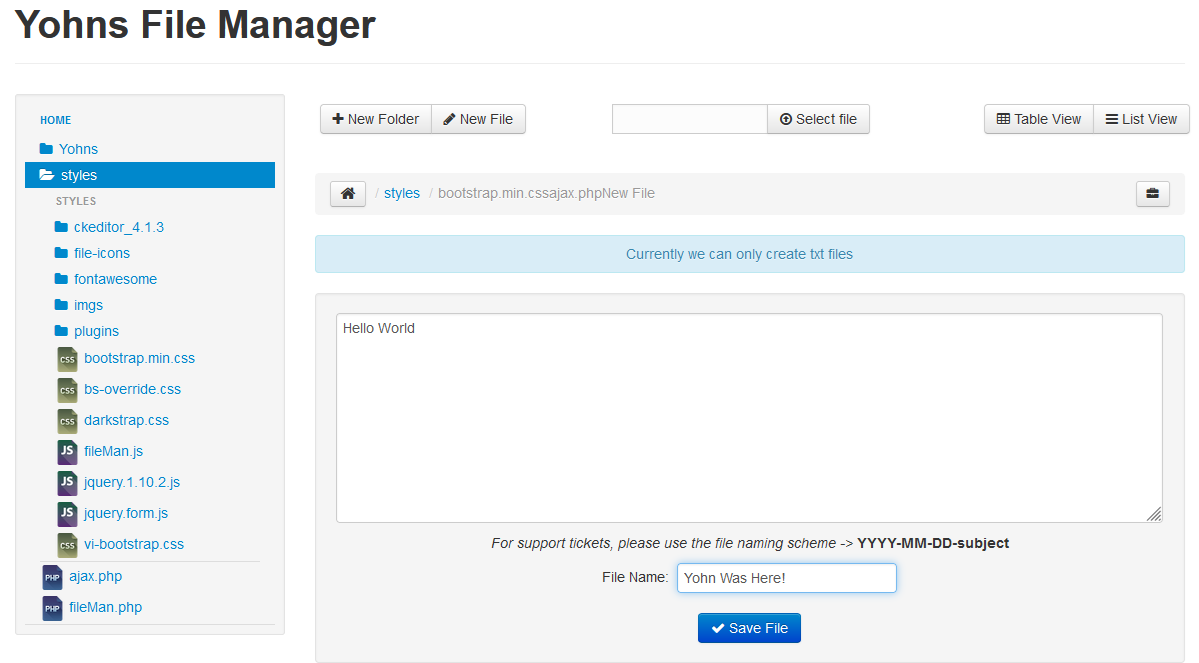 Yohns File Manager
HOME
Yohns
styles
STYLES
ckeditor_4.1.3
file-icons
fontawesome
imgs
plugins
CSS bootstrap.min.css
CSS bs-override.css
CSS darkstrap.css
JS fileMan.js
JS jquery.1.10.2.js
JS jquery.form.js
CSS vi-bootstrap.css
PHP ajax.php
PHP fileMan.php
New Folder New File Select file Table View List View
/ styles / bootstrap.min.cssajax.phpNew File
Currently we can only create txt files
Hello World
For support tickets, please use the file naming scheme -> YYYY-MM-DD-subject
File Name: Yohn Was Here!
Save File